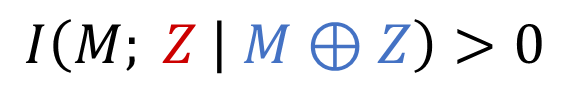 I(M; Z | M ⊕ Z) > 0